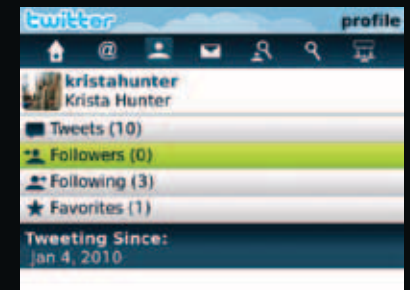 twitter profile
@
kristahunter
Krista Hunter
Tweets (10)
Followers (0)
Following (3)
Favorites (1)
Tweeting Since:
Jan 4, 2010